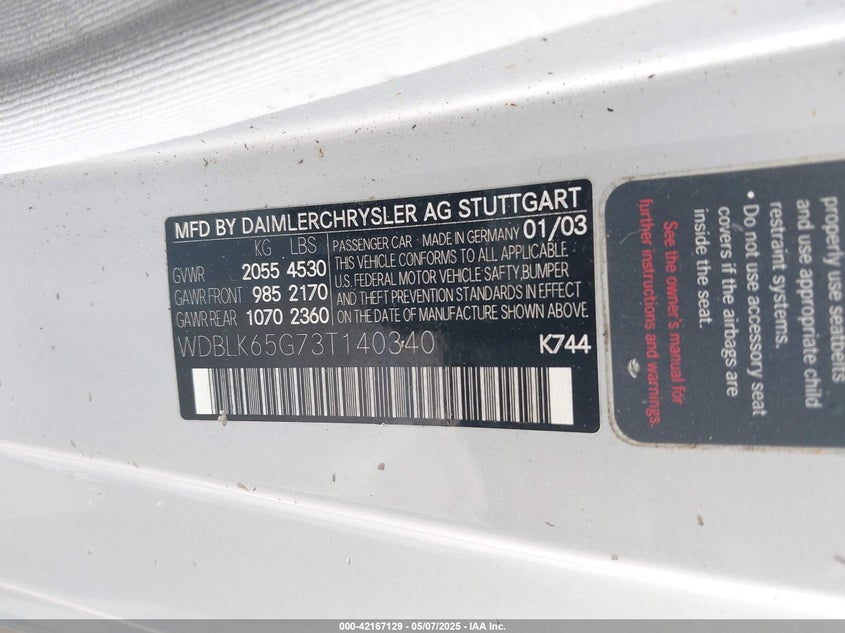 MFD BY DAIMLERCHRYSLER AG STUTTGART
KG LBS
GVWR 2055 4530
GAWR FRONT 985 2170
GAWR REAR 1070 2360
PASSENGER CAR · MADE IN GERMANY 01/03
THIS VEHICLE CONFORMS TO ALL APPLICABLE
U.S. FEDERAL MOTOR VEHICLE SAFTY,BUMPER
AND THEFT PREVENTION STANDARDS IN EFFECT
ON THE DATE OF MANUFACTURE SHOWN ABOVE.
WDBLK65G73T140340 K744
properly use seatbelts
and use appropriate child
restraint systems.
• Do not use accessory seat
covers if the airbags are
inside the seat.
See the owner's manual for
further instructions and warnings.
000-42167129 — 05/07/2025 — IAA Inc.